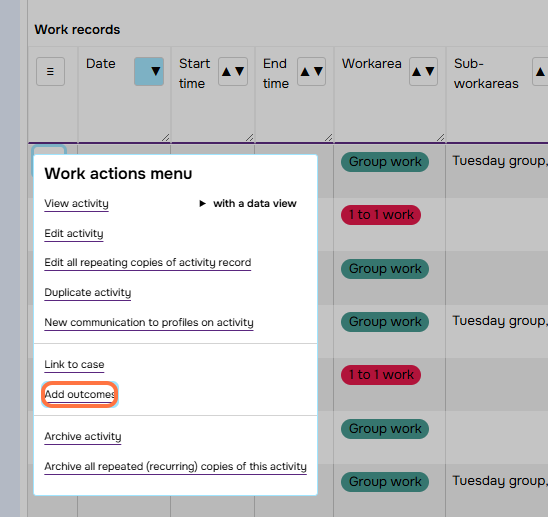 Work records
Date
Start time
End time
Workarea
Sub-workareas
Work actions menu
View activity
with a data view
Edit activity
Edit all repeating copies of activity record
Duplicate activity
New communication to profiles on activity
Link to case
Add outcomes
Archive activity
Archive all repeated (recurring) copies of this activity
Group work
Tuesday group,
1 to 1 work
Group work
Group work
Tuesday group,
1 to 1 work
Group work
Group work
Tuesday group,